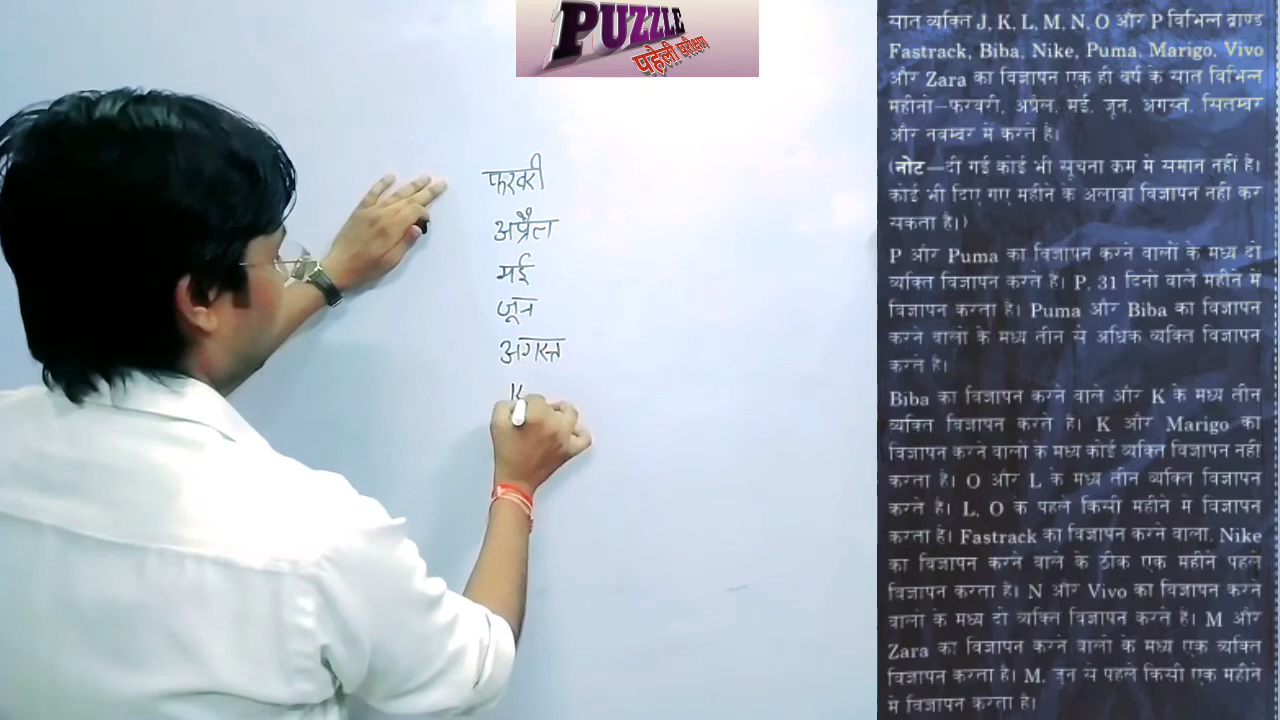 PUZZLE
पहेली परीक्षण
फरवरी
अप्रैल
मई
जून
अगस्त
सात व्यक्ति J, K, L, M, N, O और P विभिन्न ब्राण्ड
Fastrack, Biba, Nike, Puma, Marigo, Vivo
और Zara का विज्ञापन एक ही वर्ष के सात विभिन्न
महीनो–फरवरी, अप्रैल, मई, जून, अगस्त, सितम्बर
और नवम्बर में करते है।
(नोट—दी गई कोई भी सूचना क्रम मे समान नही है।
कोई भी दिए गए महीने के अलावा विज्ञापन नही कर
सकता है।)
P और Puma का विज्ञापन करने वालों के मध्य दो
व्यक्ति विज्ञापन करते है। P, 31 दिनो वाले महीने में
विज्ञापन करता है। Puma और Biba का विज्ञापन
करने वालो के मध्य तीन से अधिक व्यक्ति विज्ञापन
करते है।
Biba का विज्ञापन करने वाले और K के मध्य तीन
व्यक्ति विज्ञापन करते है। K और Marigo का
विज्ञापन करने वालों के मध्य कोई व्यक्ति विज्ञापन नही
करता है। O और L के मध्य तीन व्यक्ति विज्ञापन
करते है। L, O के पहले किसी महीने मे विज्ञापन
करता है। Fastrack का विज्ञापन करने वाला, Nike
का विज्ञापन करने वाले के ठीक एक महीने पहले
विज्ञापन करता है। N और Vivo का विज्ञापन करने
वालो के मध्य दो व्यक्ति विज्ञापन करते है। M और
Zara का विज्ञापन करने वालो के मध्य एक व्यक्ति
विज्ञापन करता है। M, जून से पहले किसी एक महीने
मे विज्ञापन करता है।